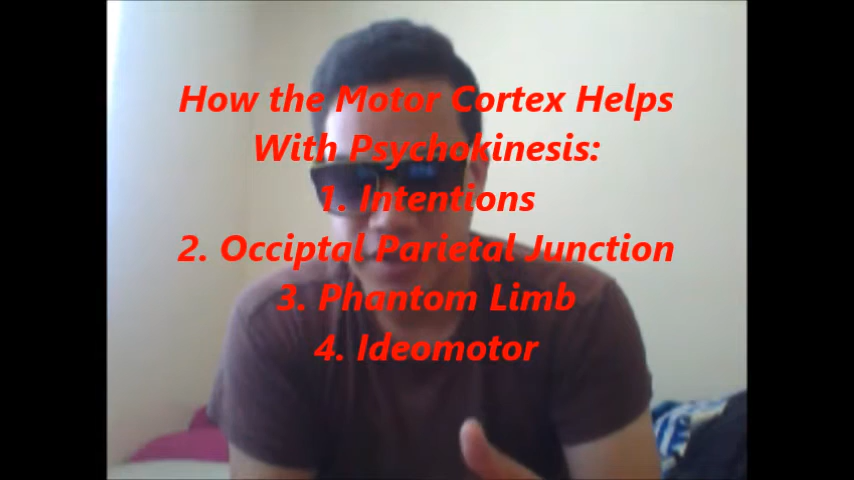 How the Motor Cortex Helps
With Psychokinesis:
1. Intentions
2. Occiptal Parietal Junction
3. Phantom Limb
4. Ideomotor